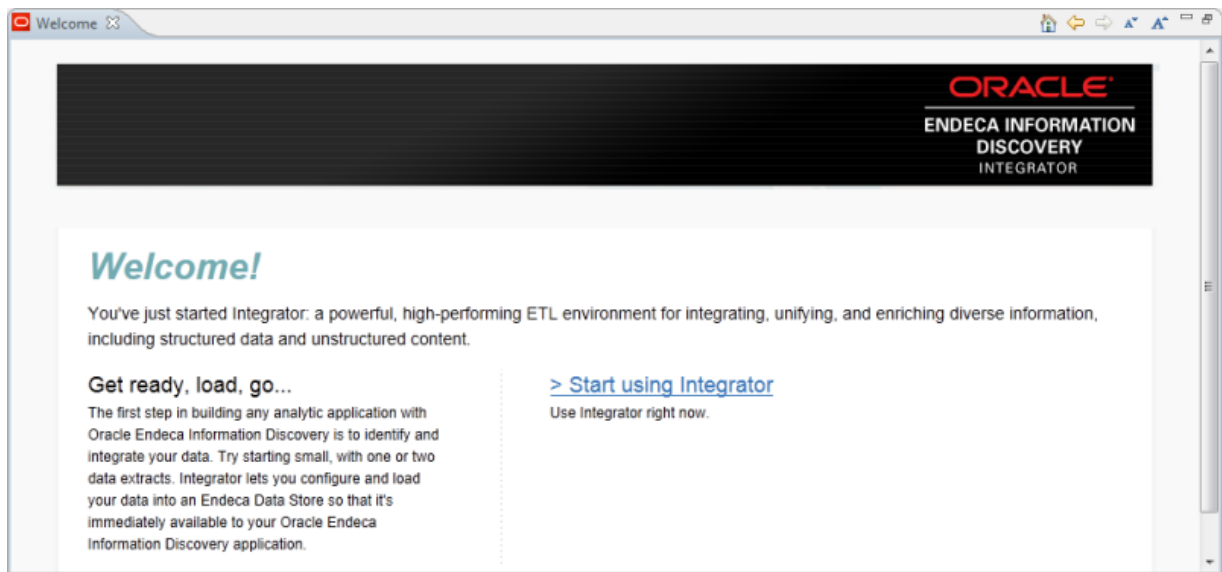 Welcome
ORACLE
ENDECA INFORMATION
DISCOVERY
INTEGRATOR
Welcome!
You've just started Integrator: a powerful, high-performing ETL environment for integrating, unifying, and enriching diverse information,
including structured data and unstructured content.
Get ready, load, go...
The first step in building any analytic application with
Oracle Endeca Information Discovery is to identify and
integrate your data. Try starting small, with one or two
data extracts. Integrator lets you configure and load
your data into an Endeca Data Store so that it's
immediately available to your Oracle Endeca
Information Discovery application.
> Start using Integrator
Use Integrator right now.